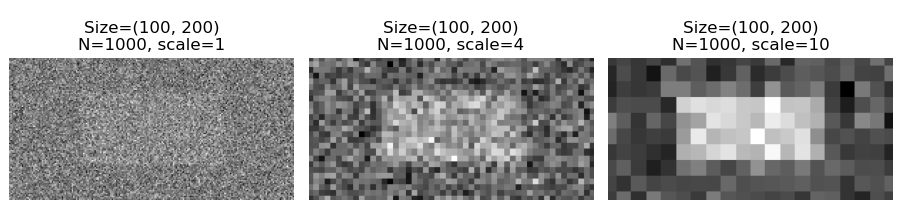 Size=(100, 200)
N=1000, scale=1
Size=(100, 200)
N=1000, scale=4
Size=(100, 200)
N=1000, scale=10